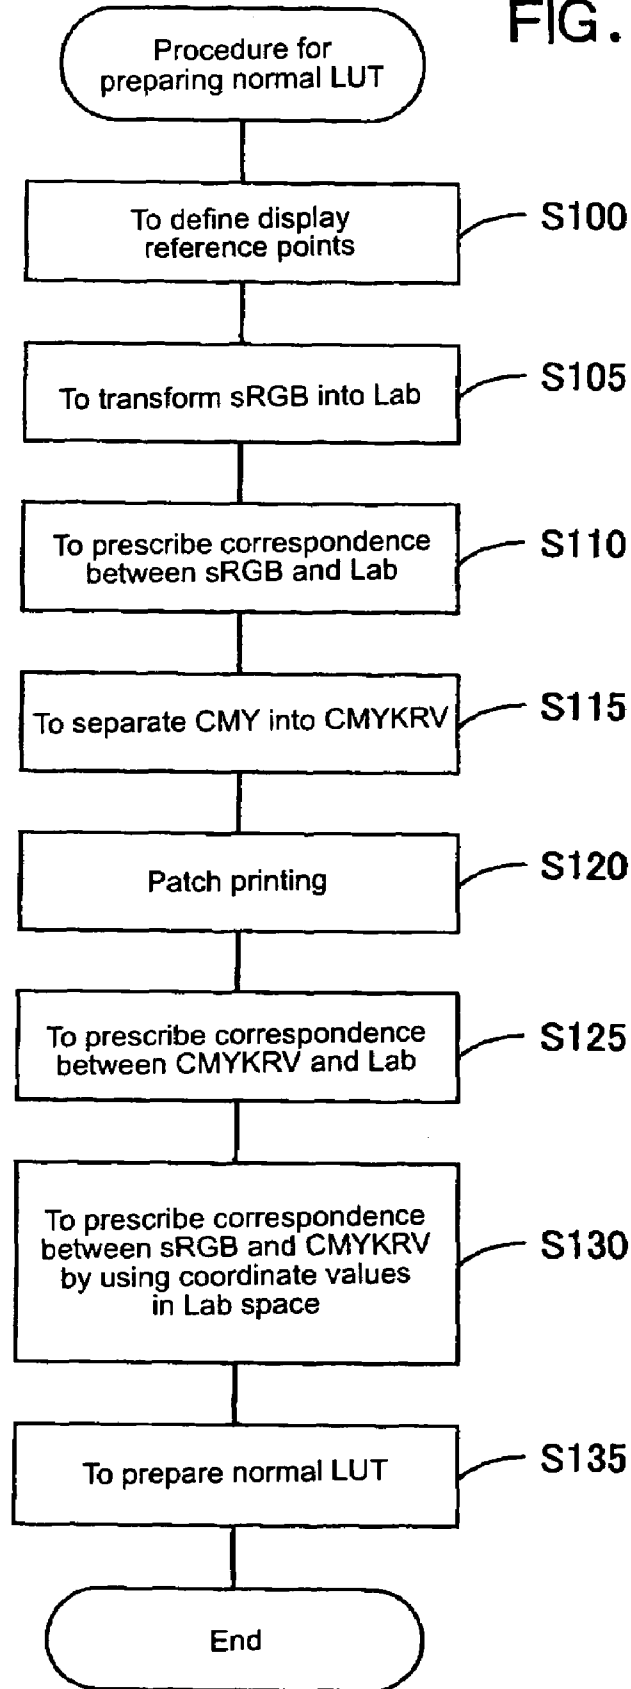 FIG.
Procedure for
preparing normal LUT
To define display
reference points
S100
To transform sRGB into Lab
S105
To prescribe correspondence
between sRGB and Lab
S110
To separate CMY into CMYKRV
S115
Patch printing
S120
To prescribe correspondence
between CMYKRV and Lab
S125
To prescribe correspondence
between sRGB and CMYKRV
by using coordinate values
in Lab space
S130
To prepare normal LUT
S135
End